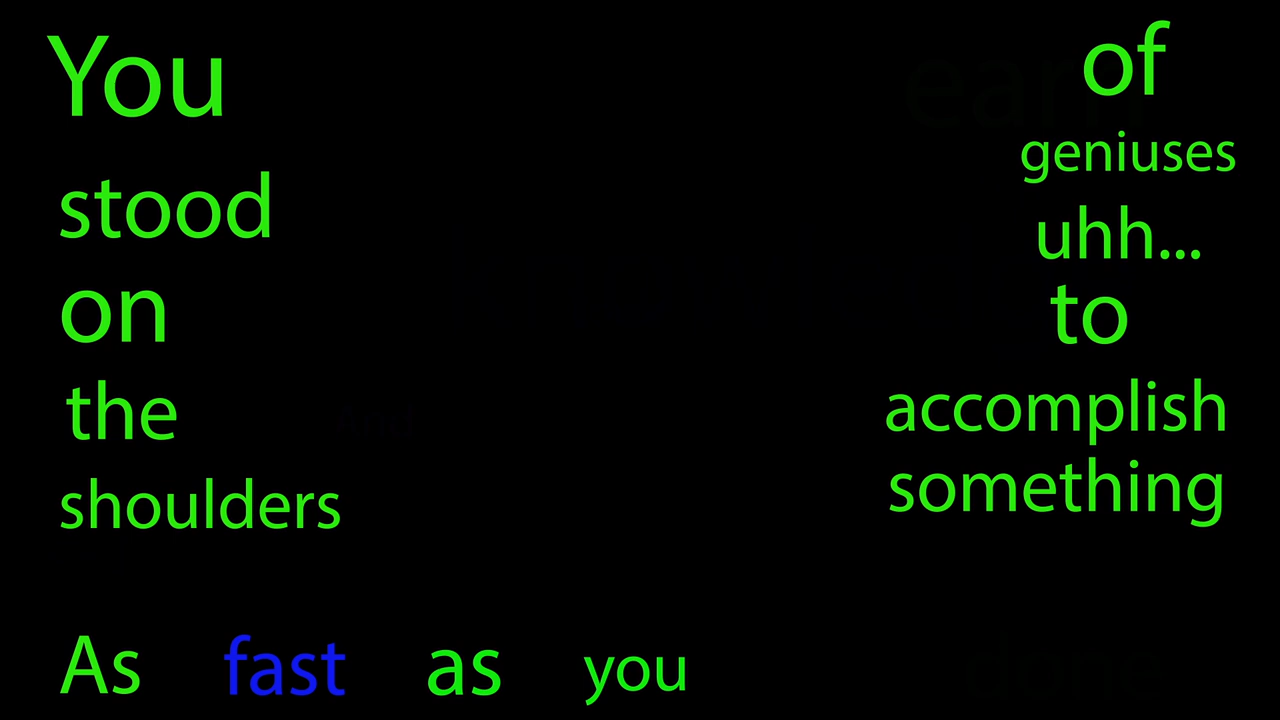 You
stood
on
the
shoulders
of
geniuses
uhh...
to
accomplish
something
As fast as you